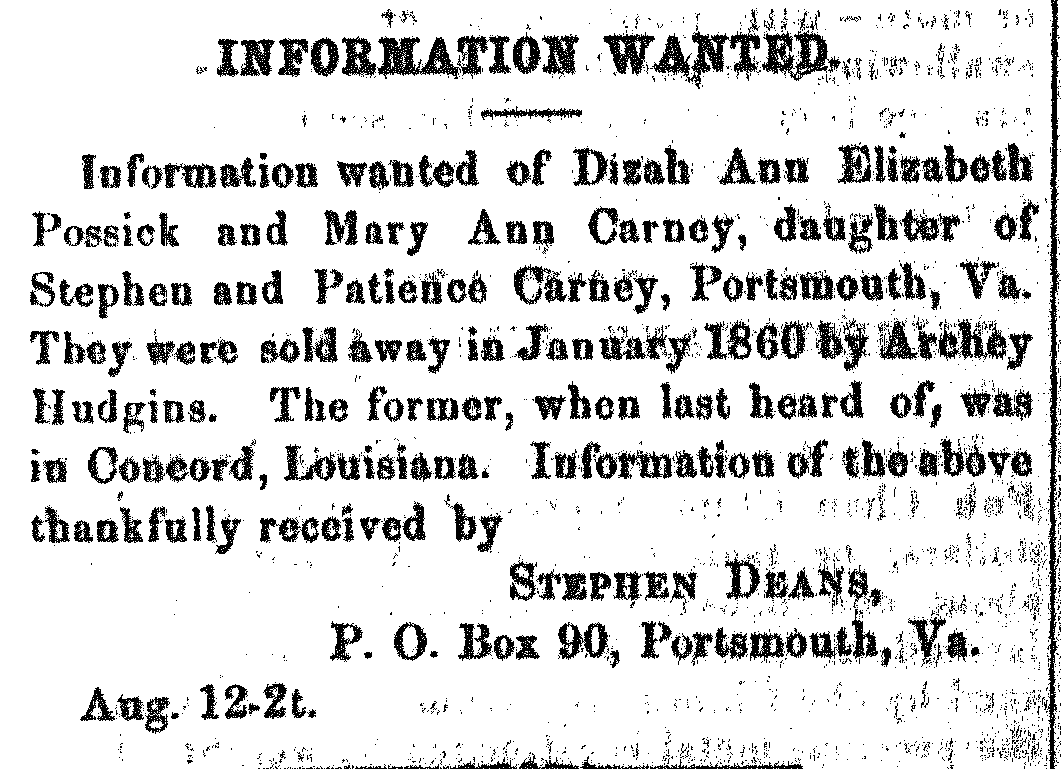 INFORMATION WANTED.
Information wanted of Dizah Ann Elizabeth
Possick and Mary Ann Carney, daughter of
Stephen and Patience Carney, Portsmouth, Va.
They were sold away in January 1860 by Archey
Hudgins. The former, when last heard of, was
in Concord, Louisiana. Information of the above
thankfully received by
STEPHEN DEANS,
P. O. Box 90, Portsmouth, Va.
Aug. 12-2t.